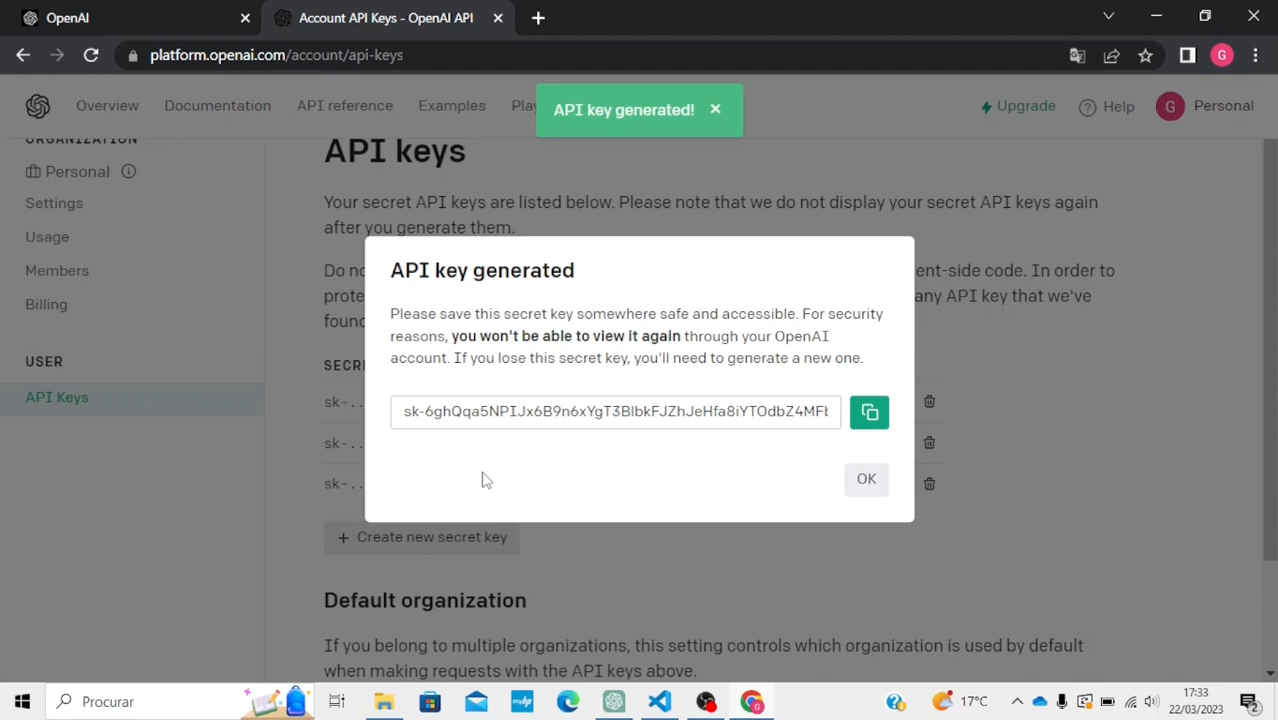 OpenAI
Account API Keys - OpenAI API
platform.openai.com/account/api-keys
G
Overview Documentation API reference Examples
API key generated!
Upgrade Help G Personal
ORGANIZATION
Personal
Settings
Usage
Members
Billing
USER
API Keys
API keys
Your secret API keys are listed below. Please note that we do not display your secret API keys again
after you generate them.
ent-side code. In order to
any API key that we've
API key generated
Please save this secret key somewhere safe and accessible. For security
reasons, you won't be able to view it again through your OpenAI
account. If you lose this secret key, you'll need to generate a new one.
sk-...
sk-...
sk-...
OK
+ Create new secret key
Default organization
If you belong to multiple organizations, this setting controls which organization is used by default
when making requests with the API keys above.
Procurar
17°C
17:33
22/03/2023
2